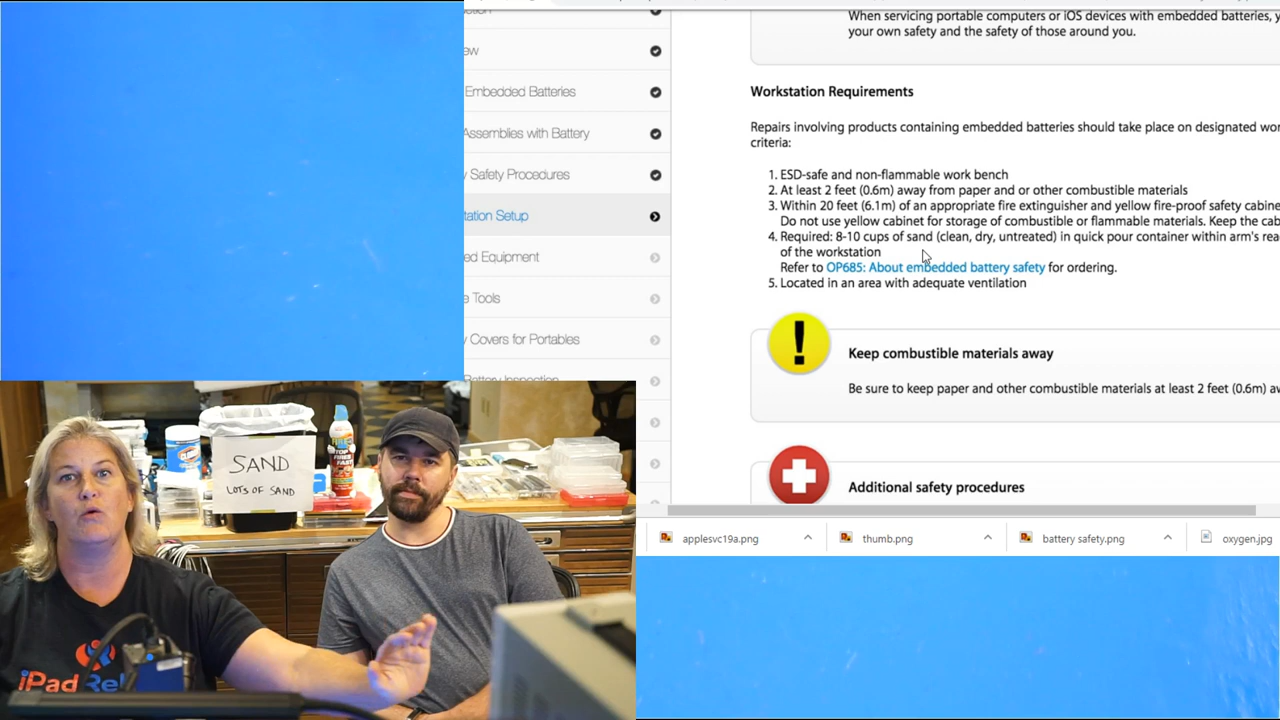 When servicing portable computers or iOS devices with embedded batteries,
your own safety and the safety of those around you.
Embedded Batteries
Assemblies with Battery
Safety Procedures
Setup
Equipment
Tools
Covers for Portables
Battery Inspection
Workstation Requirements
Repairs involving products containing embedded batteries should take place on designated
criteria:
1. ESD-safe and non-flammable work bench
2. At least 2 feet (0.6m) away from paper and or other combustible materials
3. Within 20 feet (6.1m) of an appropriate fire extinguisher and yellow fire-proof safety
Do not use yellow cabinet for storage of combustible or flammable materials. Keep the
4. Required: 8-10 cups of sand (clean, dry, untreated) in quick pour container within arm's
of the workstation
Refer to OP685: About embedded battery safety for ordering.
5. Located in an area with adequate ventilation
!
Keep combustible materials away
Be sure to keep paper and other combustible materials at least 2 feet (0.6m)
Additional safety procedures
applesvc19a.png
thumb.png
battery safety.png
oxygen.jpg
SAND
LOTS OF SAND
iPad